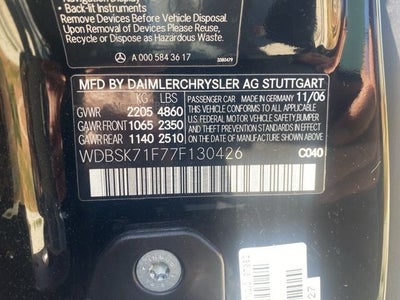 Back-lit Instruments
Remove Devices Before Vehicle Disposal.
Upon Removal of Devices Please Reuse,
Recycle or Dispose as Hazardous Waste.
A 000 584 36 17
MFD BY DAIMLERCHRYSLER AG STUTTGART
KG LBS
GVWR 2205 4860
GAWR FRONT 1065 2350
GAWR REAR 1140 2510
PASSENGER CAR MADE IN GERMANY 11/06
THIS VEHICLE CONFORMS TO ALL APPLICABLE
U.S. FEDERAL MOTOR VEHICLE SAFETY, BUMPER
AND THEFT PREVENTION STANDARDS IN EFFECT
ON THE DATE OF MANUFACTURE SHOWN ABOVE
WDBSK71F77F130426
C040